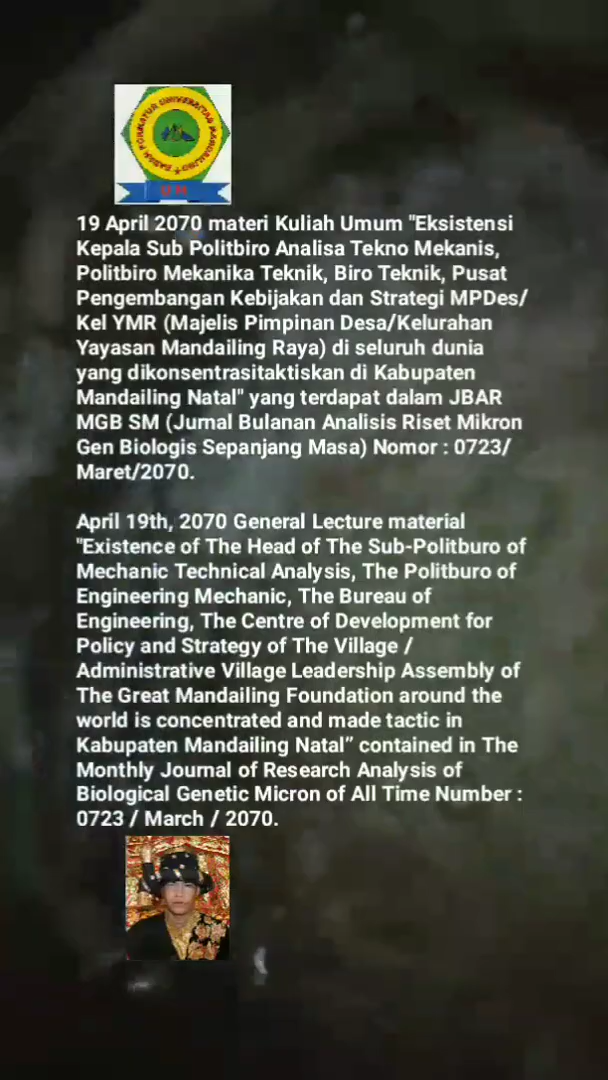 BADAN FORMATUR UNIVERSITAS MANDAILING
U M
19 April 2070 materi Kuliah Umum "Eksistensi
Kepala Sub Politbiro Analisa Tekno Mekanis,
Politbiro Mekanika Teknik, Biro Teknik, Pusat
Pengembangan Kebijakan dan Strategi MPDes/
Kel YMR (Majelis Pimpinan Desa/Kelurahan
Yayasan Mandailing Raya) di seluruh dunia
yang dikonsentrasitaktiskan di Kabupaten
Mandailing Natal" yang terdapat dalam JBAR
MGB SM (Jurnal Bulanan Analisis Riset Mikron
Gen Biologis Sepanjang Masa) Nomor : 0723/
Maret/2070.
April 19th, 2070 General Lecture material
"Existence of The Head of The Sub-Politburo of
Mechanic Technical Analysis, The Politburo of
Engineering Mechanic, The Bureau of
Engineering, The Centre of Development for
Policy and Strategy of The Village /
Administrative Village Leadership Assembly of
The Great Mandailing Foundation around the
world is concentrated and made tactic in
Kabupaten Mandailing Natal” contained in The
Monthly Journal of Research Analysis of
Biological Genetic Micron of All Time Number :
0723 / March / 2070.